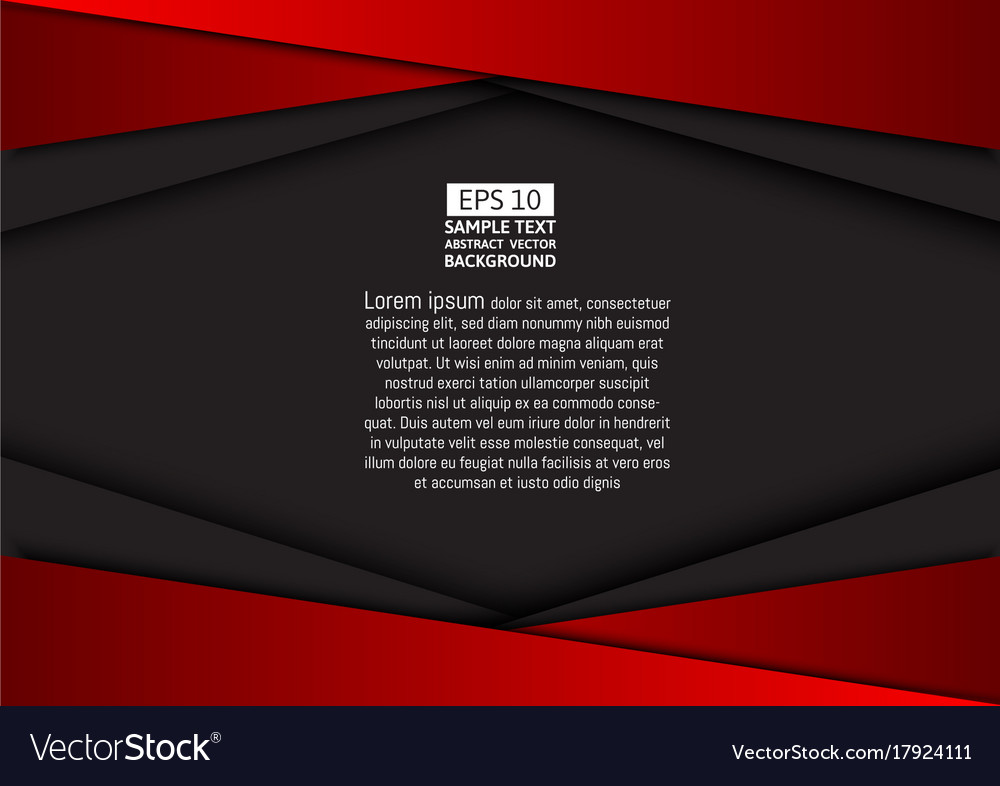 EPS 10
SAMPLE TEXT
ABSTRACT VECTOR
BACKGROUND
Lorem ipsum dolor sit amet, consectetuer
adipiscing elit, sed diam nonummy nibh euismod
tincidunt ut laoreet dolore magna aliquam erat
volutpat. Ut wisi enim ad minim veniam, quis
nostrud exerci tation ullamcorper suscipit
lobortis nisl ut aliquip ex ea commodo conse-
quat. Duis autem vel eum iriure dolor in hendrerit
in vulputate velit esse molestie consequat, vel
illum dolore eu feugiat nulla facilisis at vero eros
et accumsan et iusto odio dignis
VectorStock®
VectorStock.com/17924111